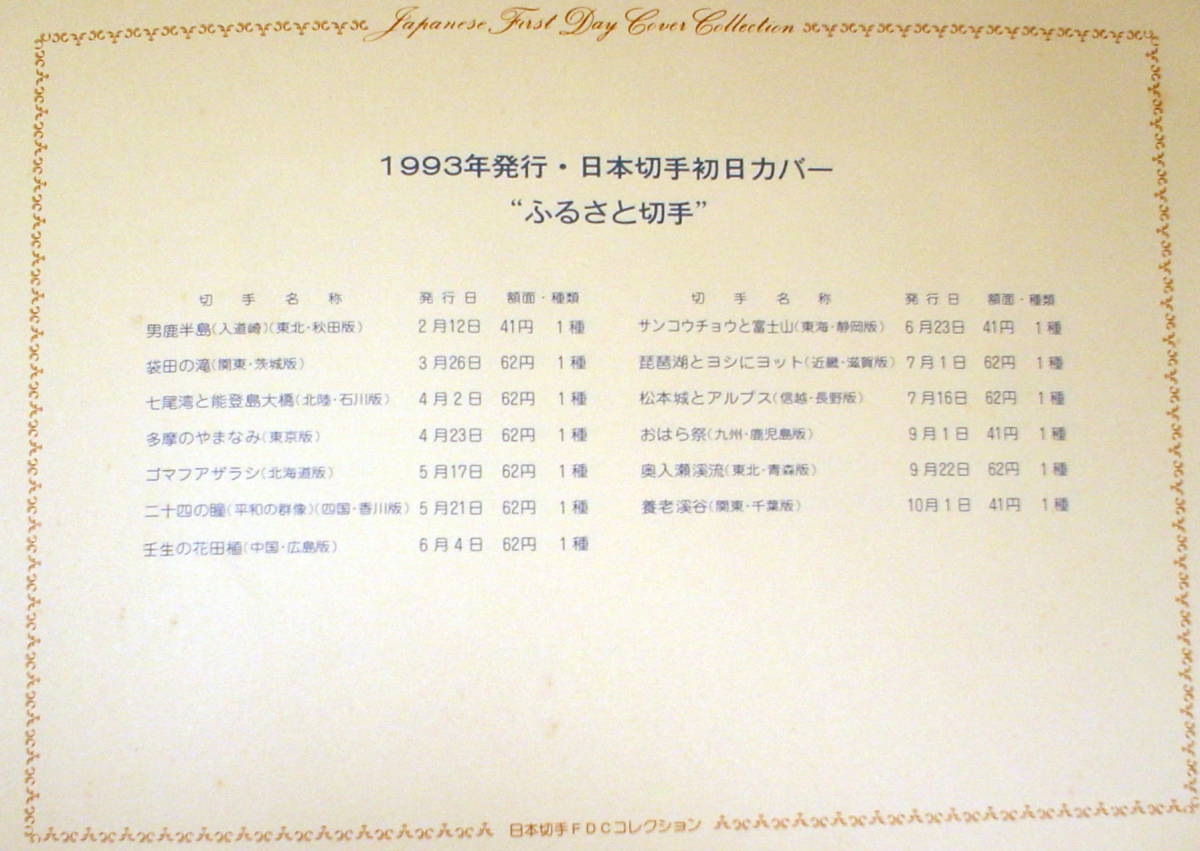 Japanese First Day Cover Collection
1993年発行・日本切手初日カバー
“ふるさと切手”
切手名称 発行日 額面・種類
男鹿半島(入道崎)(東北・秋田版) 2月12日 41円 1種
袋田の滝(関東・茨城版) 3月26日 62円 1種
七尾湾と能登島大橋(北陸・石川版) 4月2日 62円 1種
多摩のやまなみ(東京版) 4月23日 62円 1種
ゴマフアザラシ(北海道版) 5月17日 62円 1種
二十四の瞳(平和の群像)(四国・香川版) 5月21日 62円 1種
壬生の花田植(中国・広島版) 6月4日 62円 1種
切手名称 発行日 額面・種類
サンコウチョウと富士山(東海・静岡版) 6月23日 41円 1種
琵琶湖とヨシにヨット(近畿・滋賀版) 7月1日 62円 1種
松本城とアルプス(信越・長野版) 7月16日 62円 1種
おはら祭(九州・鹿児島版) 9月1日 41円 1種
奥入瀬溪流(東北・青森版) 9月22日 62円 1種
養老溪谷(関東・千葉版) 10月1日 41円 1種
日本切手FDCコレクション